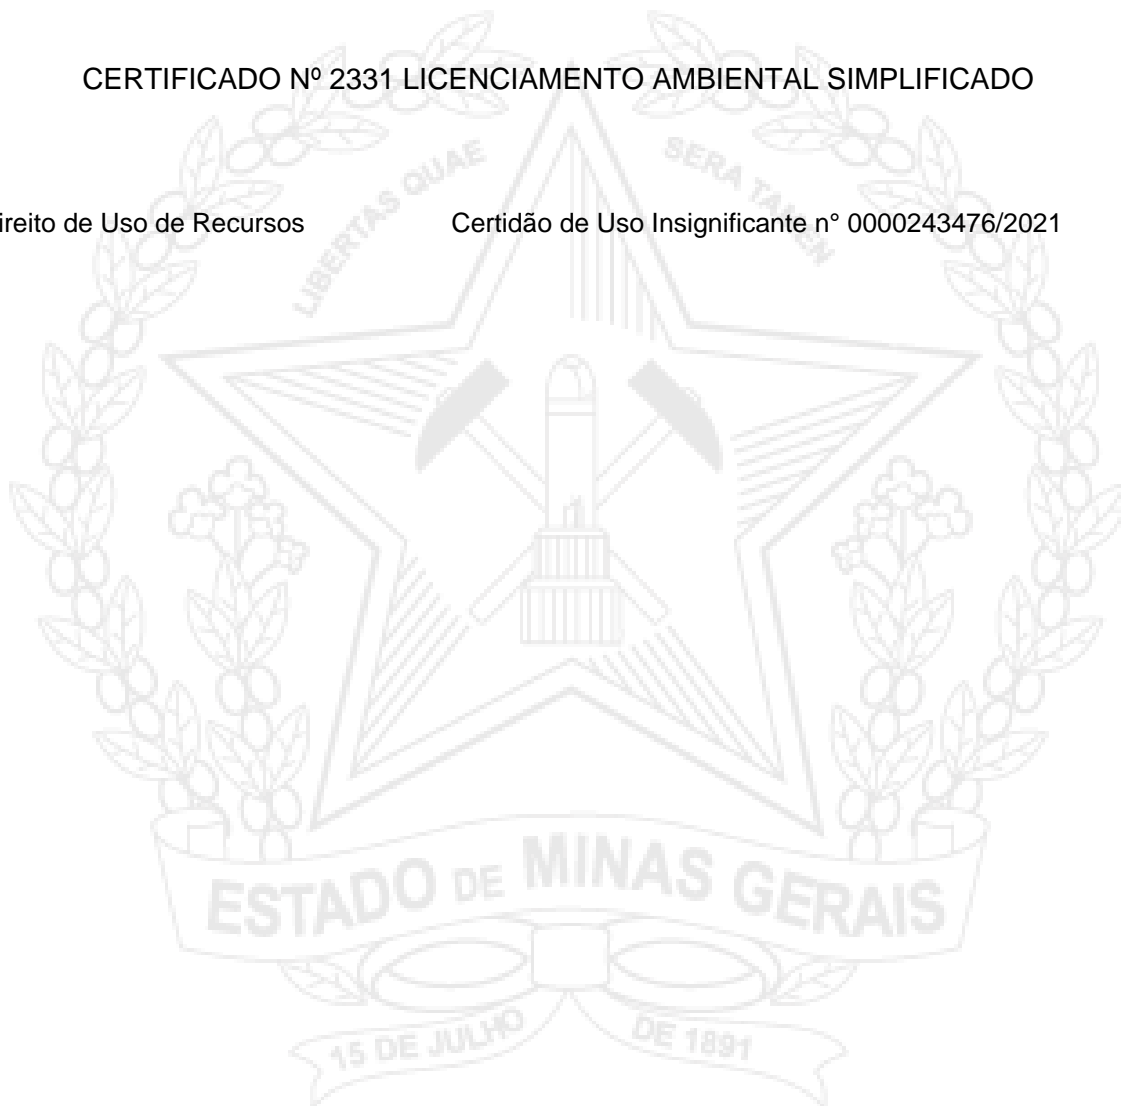 CERTIFICADO Nº 2331 LICENCIAMENTO AMBIENTAL SIMPLIFICADO
LIBERTAS QUAE SERA TAMEN
ireito de Uso de Recursos Certidão de Uso Insignificante n° 0000243476/2021
ESTADO DE MINAS GERAIS
15 DE JULHO DE 1891